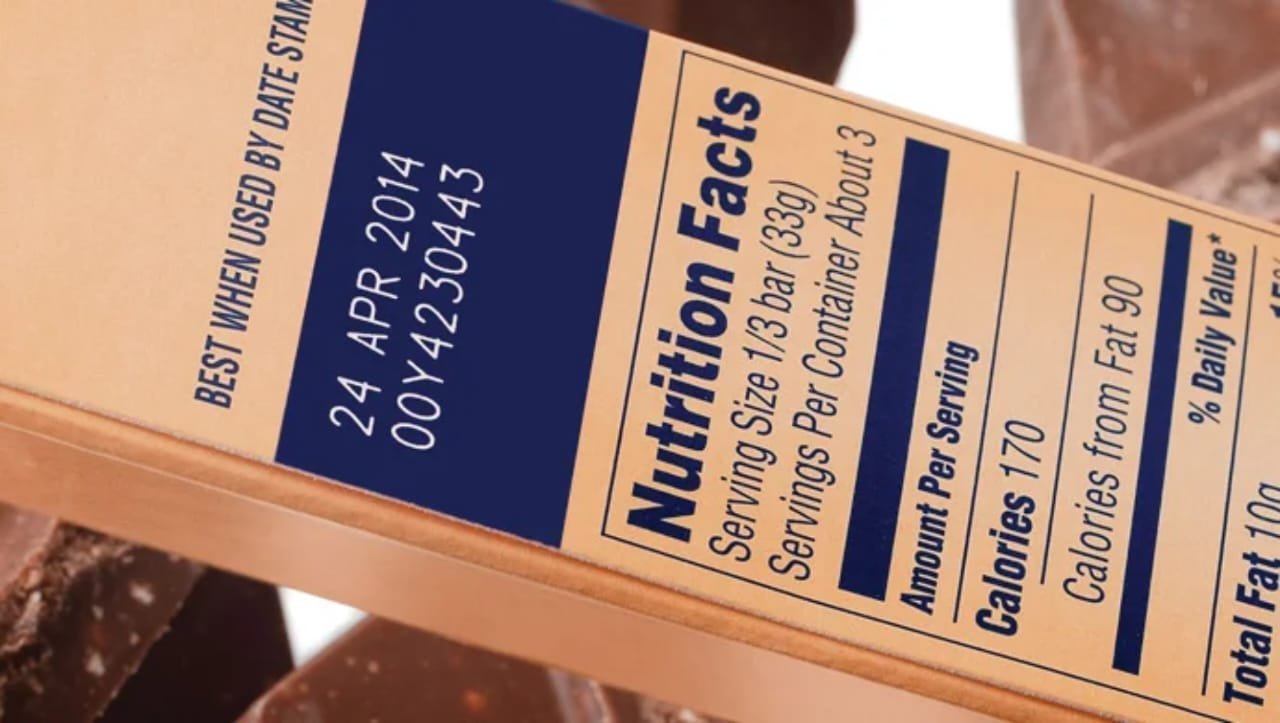 BEST WHEN USED BY DATE
24 APR 2014
00Y4230443
Nutrition Facts
Serving Size 1/3 bar (33g)
Servings Per Container About 3
Amount Per Serving
Calories 170
Calories from Fat 90
% Daily Value*
Total Fat 10g